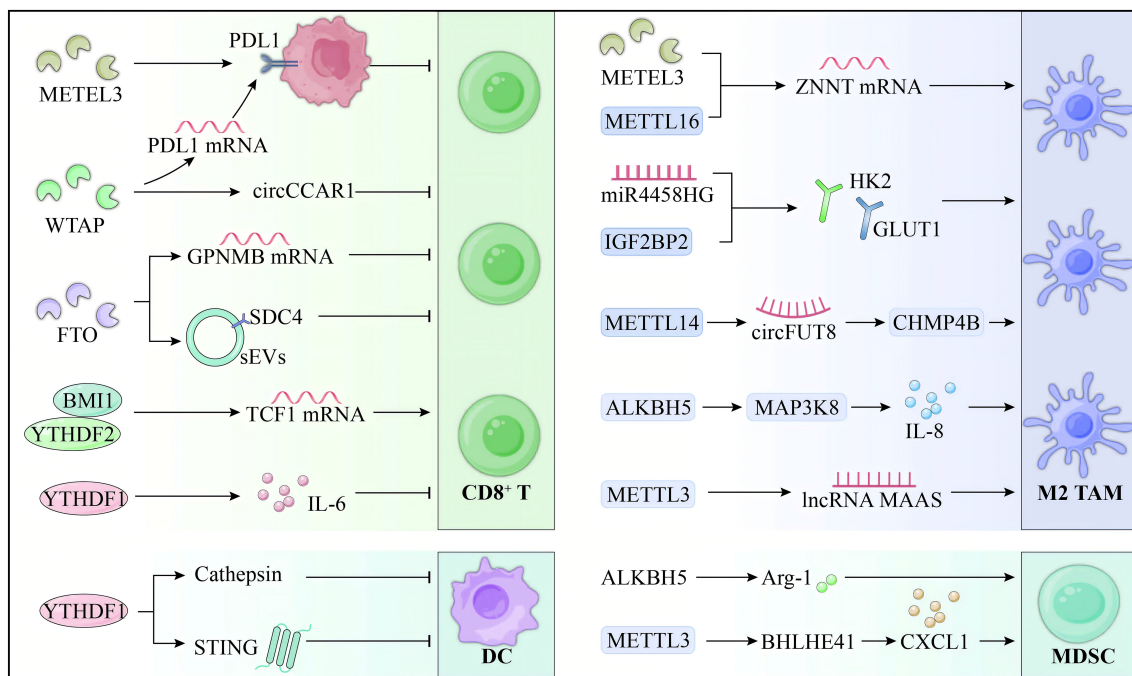 PDL1
METEL3
PDL1 mRNA
WTAP
circCCAR1
GPNMB mRNA
FTO
SDC4
sEVs
BMI1
YTHDF2
TCF1 mRNA
YTHDF1
IL-6
CD8⁺ T
YTHDF1
Cathepsin
STING
DC
METEL3
METTL16
ZNNT mRNA
miR4458HG
IGF2BP2
HK2
GLUT1
METTL14
circFUT8
CHMP4B
ALKBH5
MAP3K8
IL-8
METTL3
lncRNA MAAS
M2 TAM
ALKBH5
Arg-1
METTL3
BHLHE41
CXCL1
MDSC